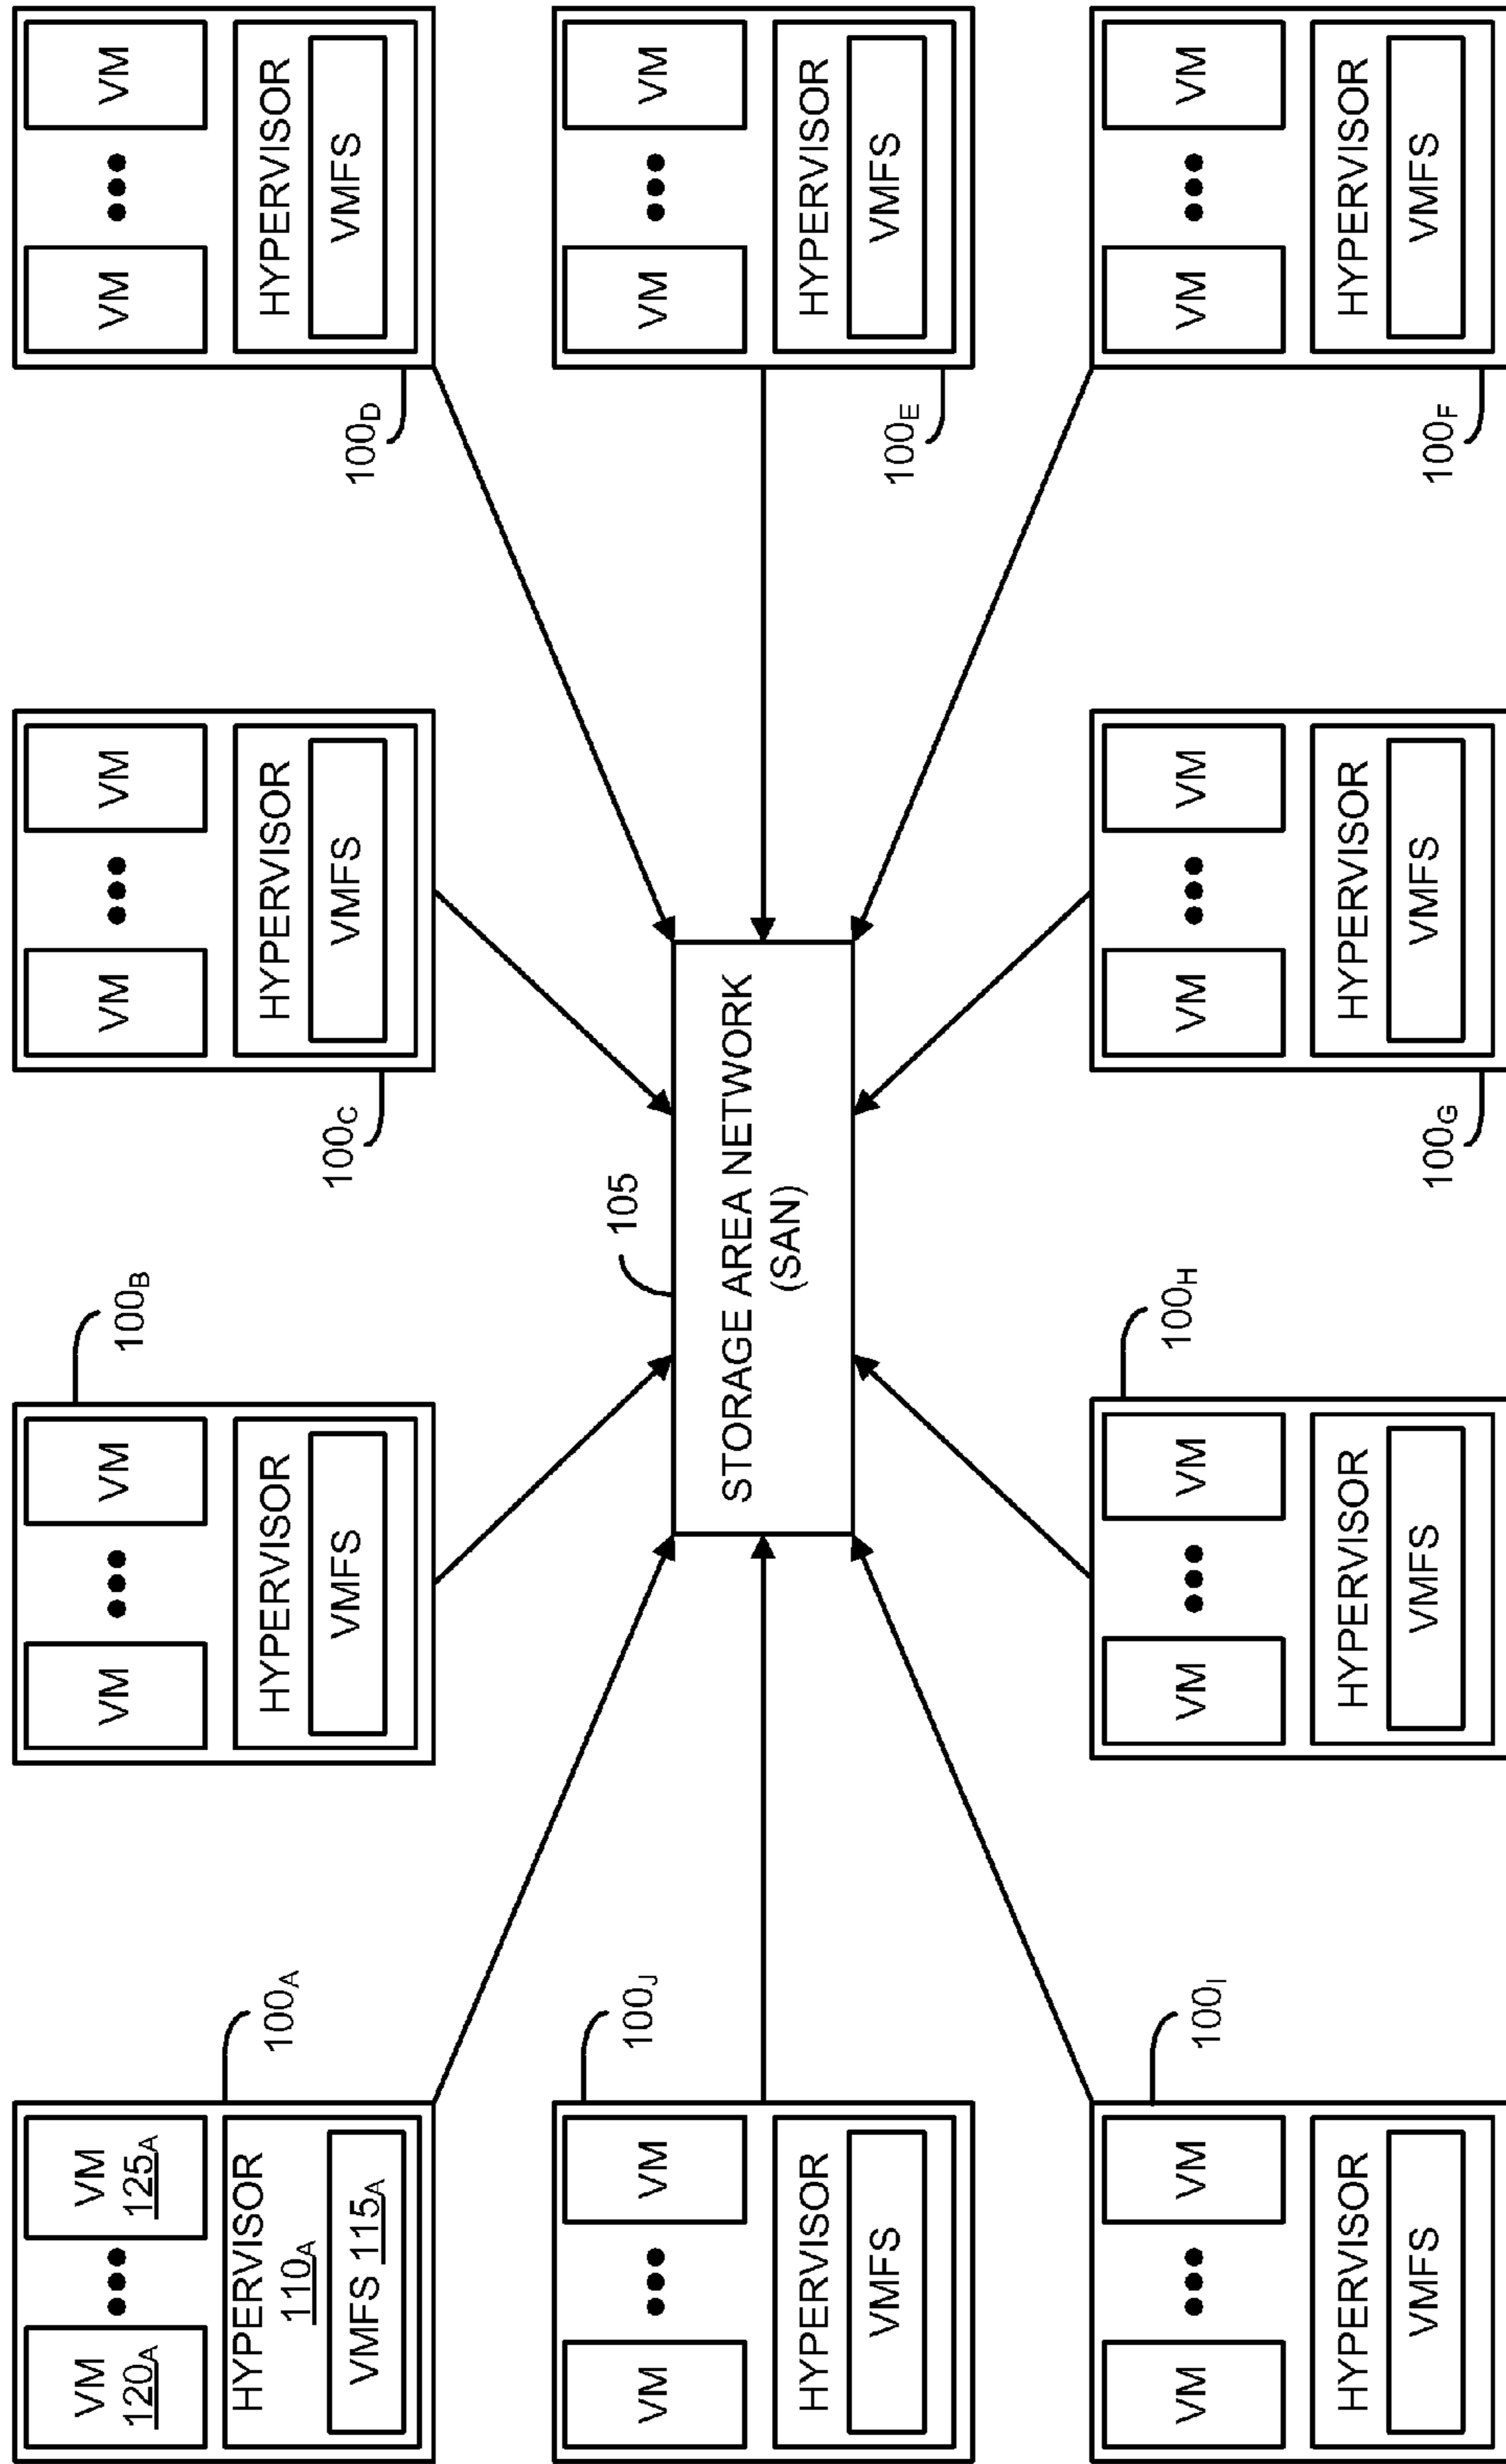 VM
120A
VM
125A
HYPERVISOR
110A
VMFS 115A
100A
VM
VM
HYPERVISOR
VMFS
100B
VM
VM
HYPERVISOR
VMFS
100C
VM
VM
HYPERVISOR
VMFS
100D
VM
VM
HYPERVISOR
VMFS
100J
105
STORAGE AREA NETWORK
(SAN)
VM
VM
HYPERVISOR
VMFS
100E
VM
VM
HYPERVISOR
VMFS
100I
VM
VM
HYPERVISOR
VMFS
100H
VM
VM
HYPERVISOR
VMFS
100G
VM
VM
HYPERVISOR
VMFS
100F